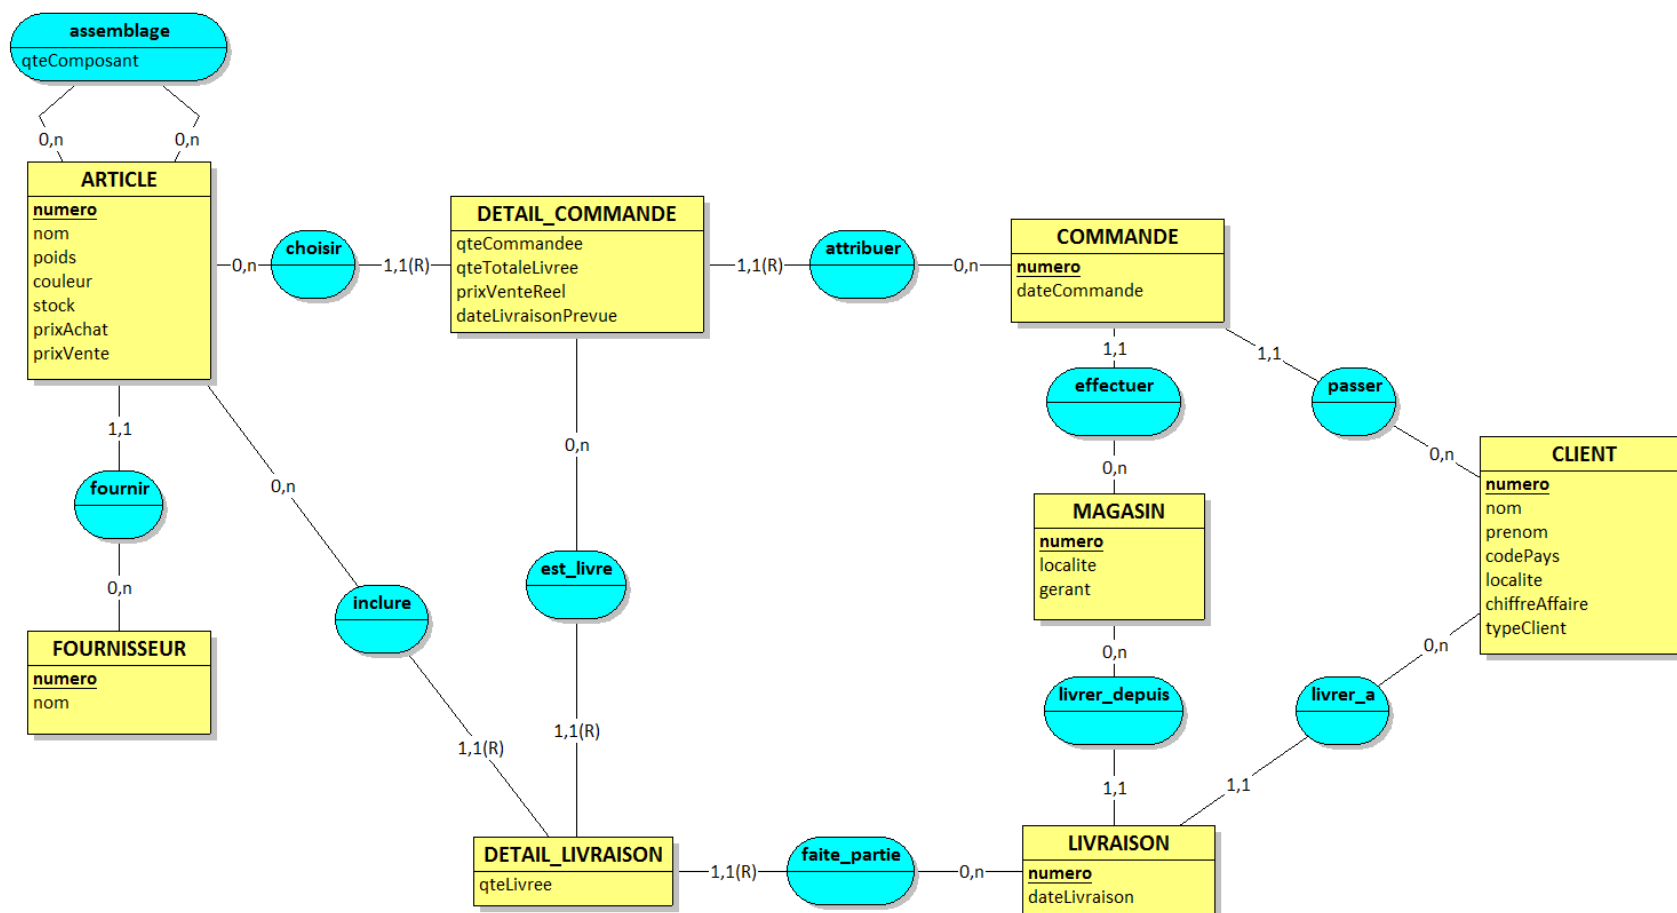 assemblage
qteComposant
0,n
0,n
ARTICLE
numero
nom
poids
couleur
stock
prixAchat
prixVente
0,n
choisir
1,1(R)
DETAIL_COMMANDE
qteCommandee
qteTotaleLivree
prixVenteReel
dateLivraisonPrevue
1,1(R)
attribuer
0,n
COMMANDE
numero
dateCommande
1,1
effectuer
0,n
1,1
passer
0,n
CLIENT
numero
nom
prenom
codePays
localite
chiffreAffaire
typeClient
MAGASIN
numero
localite
gerant
1,1
fournir
0,n
FOURNISSEUR
numero
nom
0,n
inclure
1,1(R)
0,n
est_livre
1,1(R)
0,n
livrer_depuis
1,1
0,n
livrer_a
1,1
DETAIL_LIVRAISON
qteLivree
1,1(R)
faite_partie
0,n
LIVRAISON
numero
dateLivraison